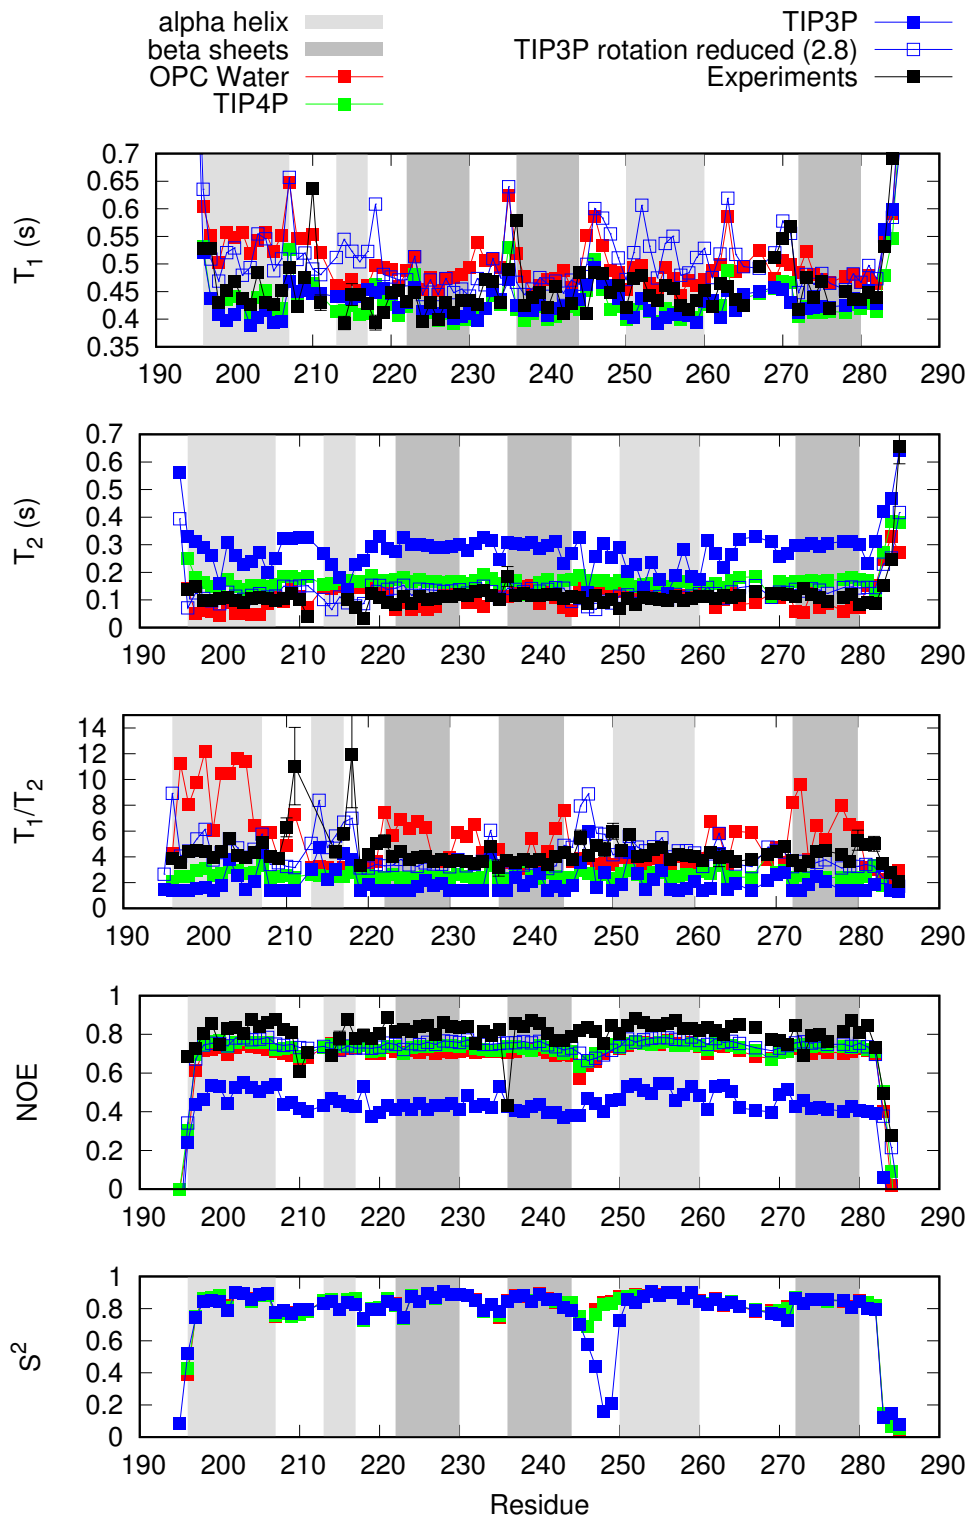 alpha helix
beta sheets
OPC Water
TIP4P
TIP3P
TIP3P rotation reduced (2.8)
Experiments
T1 (s)
0.7
0.65
0.6
0.55
0.5
0.45
0.4
0.35
190 200 210 220 230 240 250 260 270 280 290
T2 (s)
0.7
0.6
0.5
0.4
0.3
0.2
0.1
0
190 200 210 220 230 240 250 260 270 280 290
T1/T2
14
12
10
8
6
4
2
0
190 200 210 220 230 240 250 260 270 280 290
NOE
1
0.8
0.6
0.4
0.2
0
190 200 210 220 230 240 250 260 270 280 290
S2
1
0.8
0.6
0.4
0.2
0
190 200 210 220 230 240 250 260 270 280 290
Residue